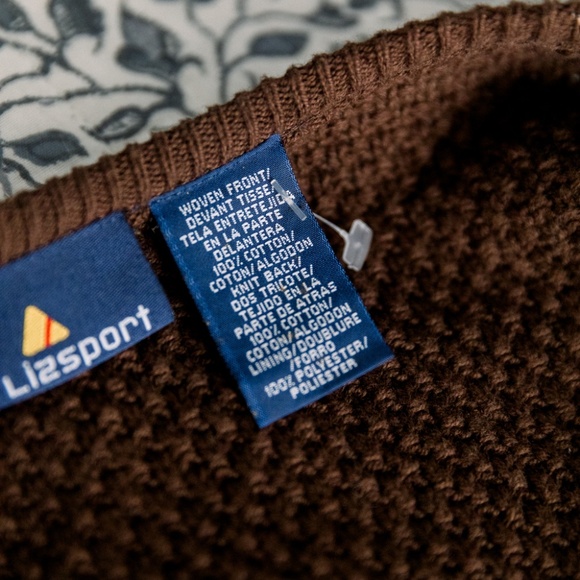 Lizsport
WOVEN FRONT/
DEVANT TISSE/
TELA ENTRETEJIDA
EN LA PARTE
DELANTERA
100% COTTON/
COTON/ALGODON
KNIT BACK/
DOS TRICOTE/
TEJIDO EN LA
PARTE DE ATRAS
100% COTTON/
COTON/ALGODON
LINING/DOUBLURE
/FORRO
100% POLYESTER/
POLIESTER